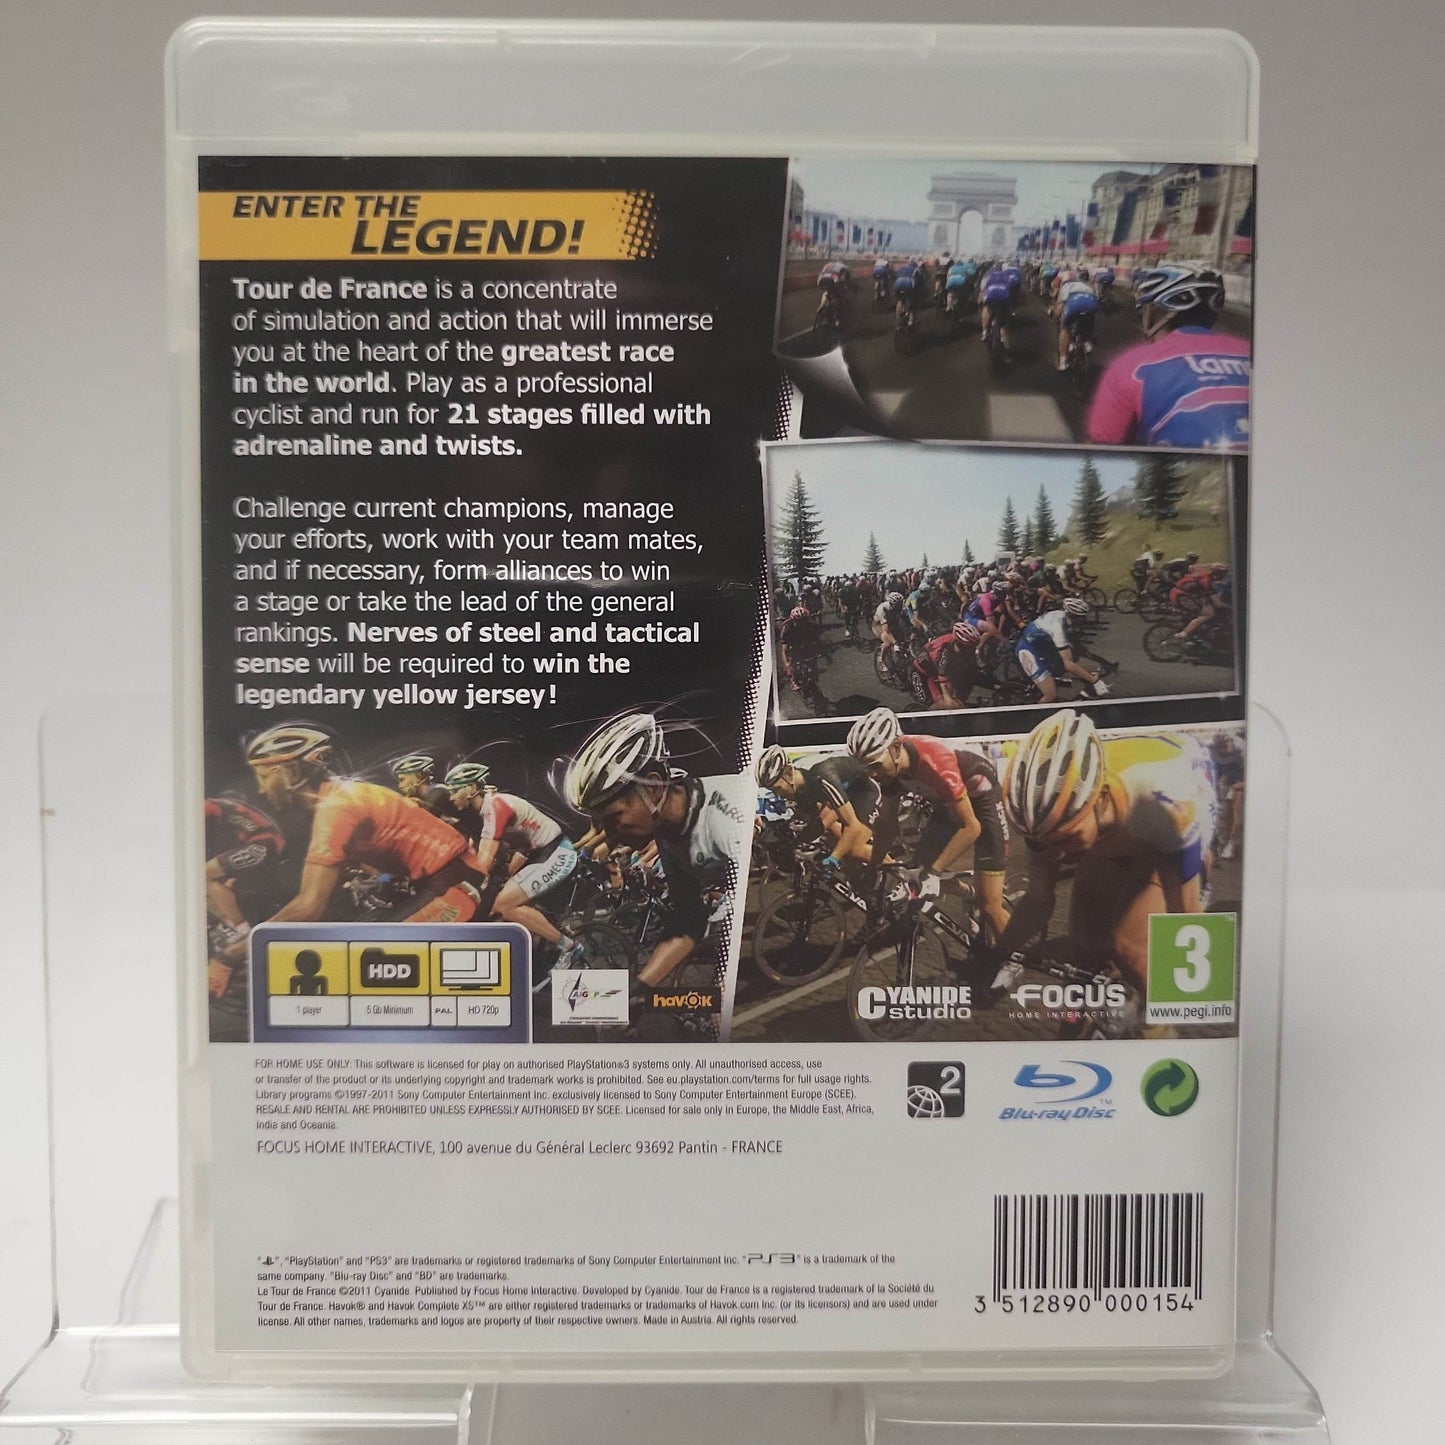 ENTER THE
LEGEND!
Tour de France is a concentrate
of simulation and action that will immerse
you at the heart of the greatest race
in the world. Play as a professional
cyclist and run for 21 stages filled with
adrenaline and twists.
Challenge current champions, manage
your efforts, work with your team mates,
and if necessary, form alliances to win
a stage or take the lead of the general
rankings. Nerves of steel and tactical
sense will be required to win the
legendary yellow jersey!
OMEGA
HDD
1 player
5 Gb Minimum
PAL
HD 720p
havok
CYANIDE
studio
FOCUS
HOME INTERACTIVE
3
www.pegi.info
FOR HOME USE ONLY: This software is licensed for play on authorised PlayStation®3 systems only. All unauthorised access, use
or transfer of the product or its underlying copyright and trademark works is prohibited. See eu.playstation.com/terms for full usage rights.
Library programs ©1997-2011 Sony Computer Entertainment Inc. exclusively licensed to Sony Computer Entertainment Europe (SCEE).
RESALE AND RENTAL ARE PROHIBITED UNLESS EXPRESSLY AUTHORISED BY SCEE. Licensed for sale only in Europe, the Middle East, Africa,
India and Oceania.
FOCUS HOME INTERACTIVE, 100 avenue du Général Leclerc 93692 Pantin - FRANCE
2
Blu-ray Disc™
"", "PlayStation" and "PS3" are trademarks or registered trademarks of Sony Computer Entertainment Inc. "PS3" is a trademark of the
same company. "Blu-ray Disc" and "BD" are trademarks.
Le Tour de France ©2011 Cyanide. Published by Focus Home Interactive. Developed by Cyanide. Tour de France is a registered trademark of la Société du
Tour de France. Havok® and Havok Complete XS™ are either registered trademarks or trademarks of Havok.com Inc. (or its licensors) and are used under
license. All other names, trademarks and logos are property of their respective owners. Made in Austria. All rights reserved.
3 512890 000154